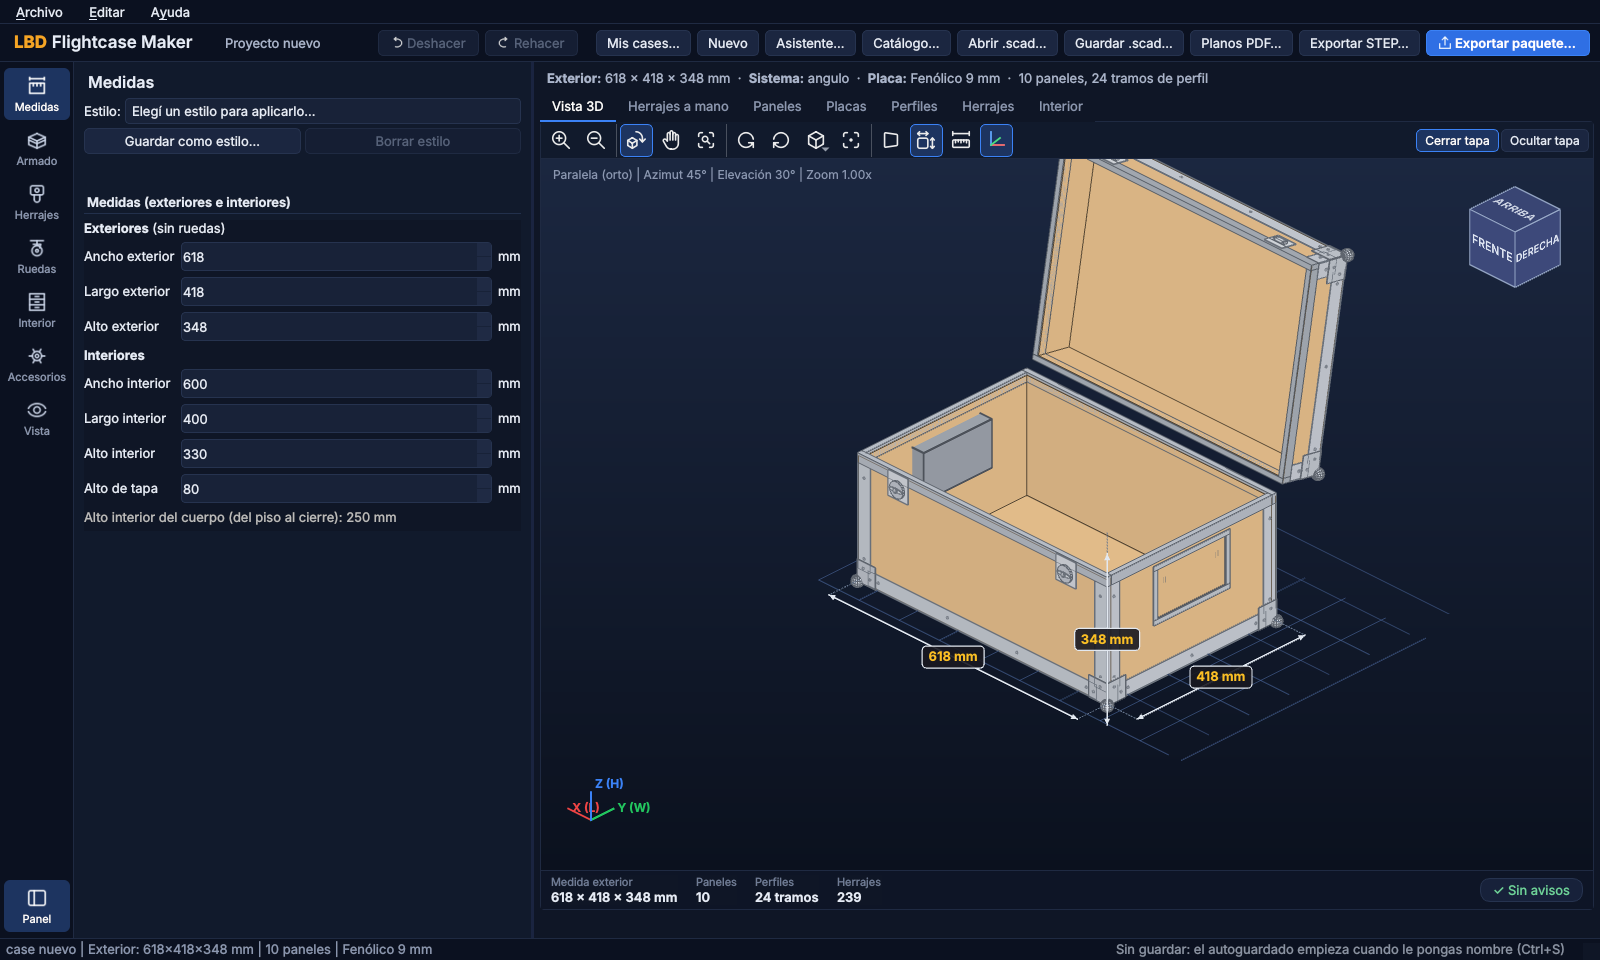 Archivo Editar Ayuda
LBD Flightcase Maker Proyecto nuevo Deshacer Rehacer Mis cases... Nuevo Asistente... Catálogo... Abrir .scad... Guardar .scad... Planos PDF... Exportar STEP... Exportar paquete...
Medidas
Armado
Herrajes
Ruedas
Interior
Accesorios
Vista
Panel
Medidas
Estilo: Elegí un estilo para aplicarlo...
Guardar como estilo... Borrar estilo
Medidas (exteriores e interiores)
Exteriores (sin ruedas)
Ancho exterior 618 mm
Largo exterior 418 mm
Alto exterior 348 mm
Interiores
Ancho interior 600 mm
Largo interior 400 mm
Alto interior 330 mm
Alto de tapa 80 mm
Alto interior del cuerpo (del piso al cierre): 250 mm
Exterior: 618 × 418 × 348 mm · Sistema: angulo · Placa: Fenólico 9 mm · 10 paneles, 24 tramos de perfil
Vista 3D Herrajes a mano Paneles Placas Perfiles Herrajes Interior
Cerrar tapa Ocultar tapa
Paralela (orto) | Azimut 45° | Elevación 30° | Zoom 1.00x
ARRIBA
FRENTE DERECHA
348 mm
618 mm
418 mm
Z (H)
X (L) Y (W)
Medida exterior Paneles Perfiles Herrajes
618 × 418 × 348 mm 10 24 tramos 239
✓ Sin avisos
case nuevo | Exterior: 618×418×348 mm | 10 paneles | Fenólico 9 mm
Sin guardar: el autoguardado empieza cuando le pongas nombre (Ctrl+S)